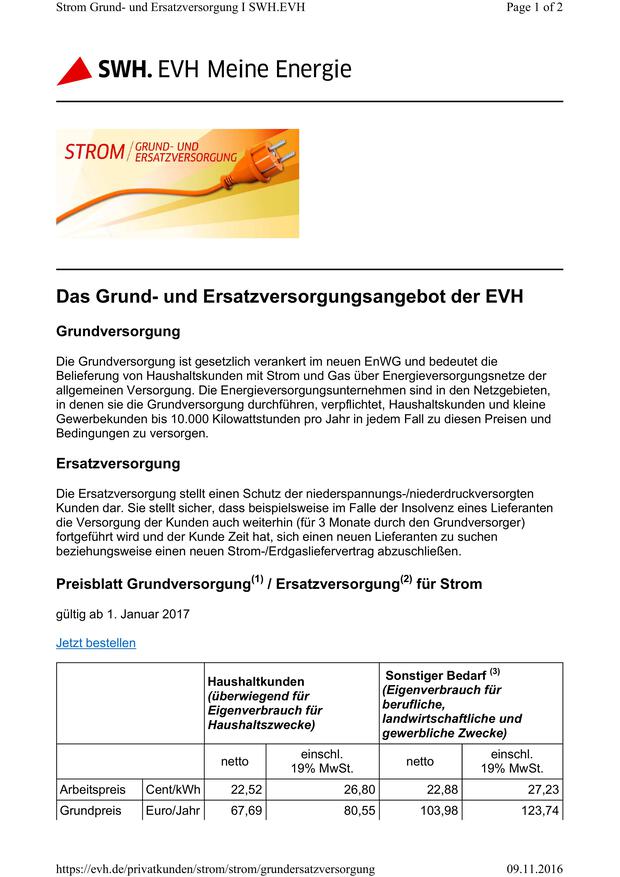 Strom Grund- und Ersatzversorgung I SWH.EVH Page 1 of 2
SWH. EVH Meine Energie
STROM / GRUND- UND
ERSATZVERSORGUNG
Das Grund- und Ersatzversorgungsangebot der EVH
Grundversorgung
Die Grundversorgung ist gesetzlich verankert im neuen EnWG und bedeutet die
Belieferung von Haushaltskunden mit Strom und Gas über Energieversorgungsnetze der
allgemeinen Versorgung. Die Energieversorgungsunternehmen sind in den Netzgebieten,
in denen sie die Grundversorgung durchführen, verpflichtet, Haushaltskunden und kleine
Gewerbekunden bis 10.000 Kilowattstunden pro Jahr in jedem Fall zu diesen Preisen und
Bedingungen zu versorgen.
Ersatzversorgung
Die Ersatzversorgung stellt einen Schutz der niederspannungs-/niederdruckversorgten
Kunden dar. Sie stellt sicher, dass beispielsweise im Falle der Insolvenz eines Lieferanten
die Versorgung der Kunden auch weiterhin (für 3 Monate durch den Grundversorger)
fortgeführt wird und der Kunde Zeit hat, sich einen neuen Lieferanten zu suchen
beziehungsweise einen neuen Strom-/Erdgasliefervertrag abzuschließen.
Preisblatt Grundversorgung(1) / Ersatzversorgung(2) für Strom
gültig ab 1. Januar 2017
Jetzt bestellen
Haushaltkunden
(überwiegend für
Eigenverbrauch für
Haushaltszwecke)
Sonstiger Bedarf (3)
(Eigenverbrauch für
berufliche,
landwirtschaftliche und
gewerbliche Zwecke)
netto einschl. 19% MwSt. netto einschl. 19% MwSt.
Arbeitspreis Cent/kWh 22,52 26,80 22,88 27,23
Grundpreis Euro/Jahr 67,69 80,55 103,98 123,74
https://evh.de/privatkunden/strom/strom/grundersatzversorgung 09.11.2016